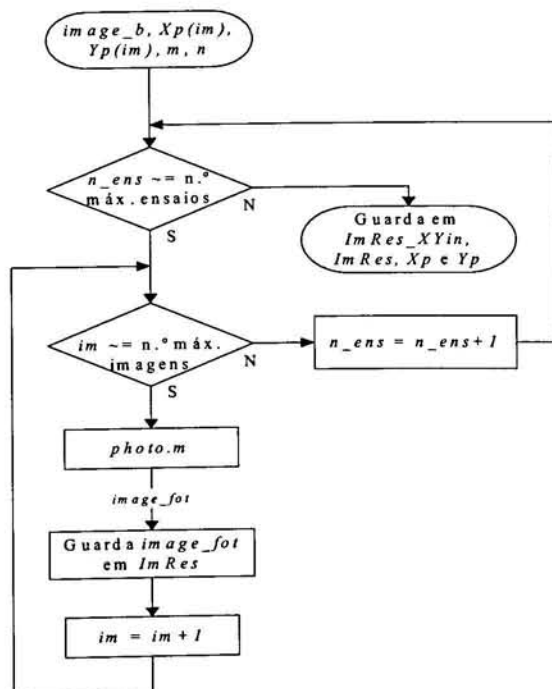 image_b, Xp(im),
Yp(im), m, n
n_ens ~= n.º
máx.ensaios
N
S
Guarda em
ImRes_XYin,
ImRes, Xp e Yp
im ~= n.º máx.
imagens
N
S
n_ens = n_ens+1
photo.m
image_fot
Guarda image_fot
em ImRes
im = im + 1